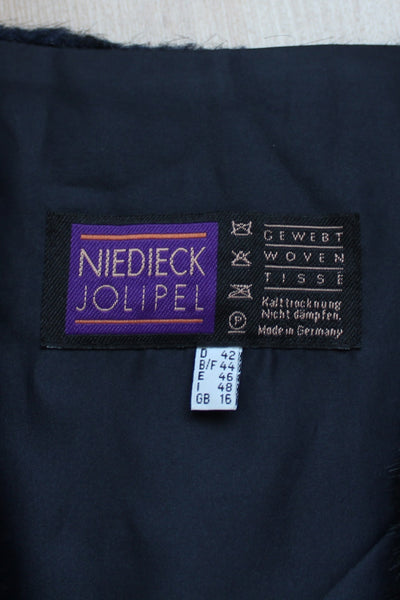 NIEDIECK
JOLIPEL
GEWEBT
WOVEN
TISSE
Kalttrocknung
Nicht dämpfen.
P
Made in Germany
D 42
B/F 44
E 46
I 48
GB 16